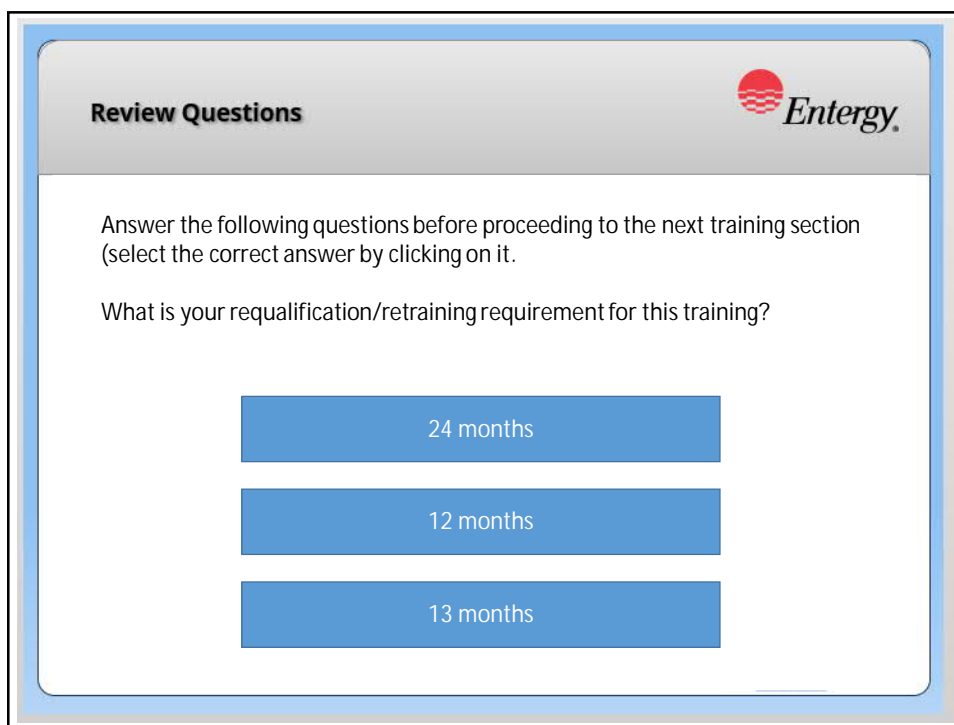 Review Questions
Entergy.
Answer the following questions before proceeding to the next training section
(select the correct answer by clicking on it.
What is your requalification/retraining requirement for this training?
24 months
12 months
13 months